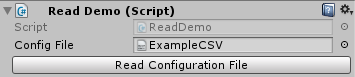 Read Demo (Script)
Script ReadDemo
Config File ExampleCSV
Read Configuration File